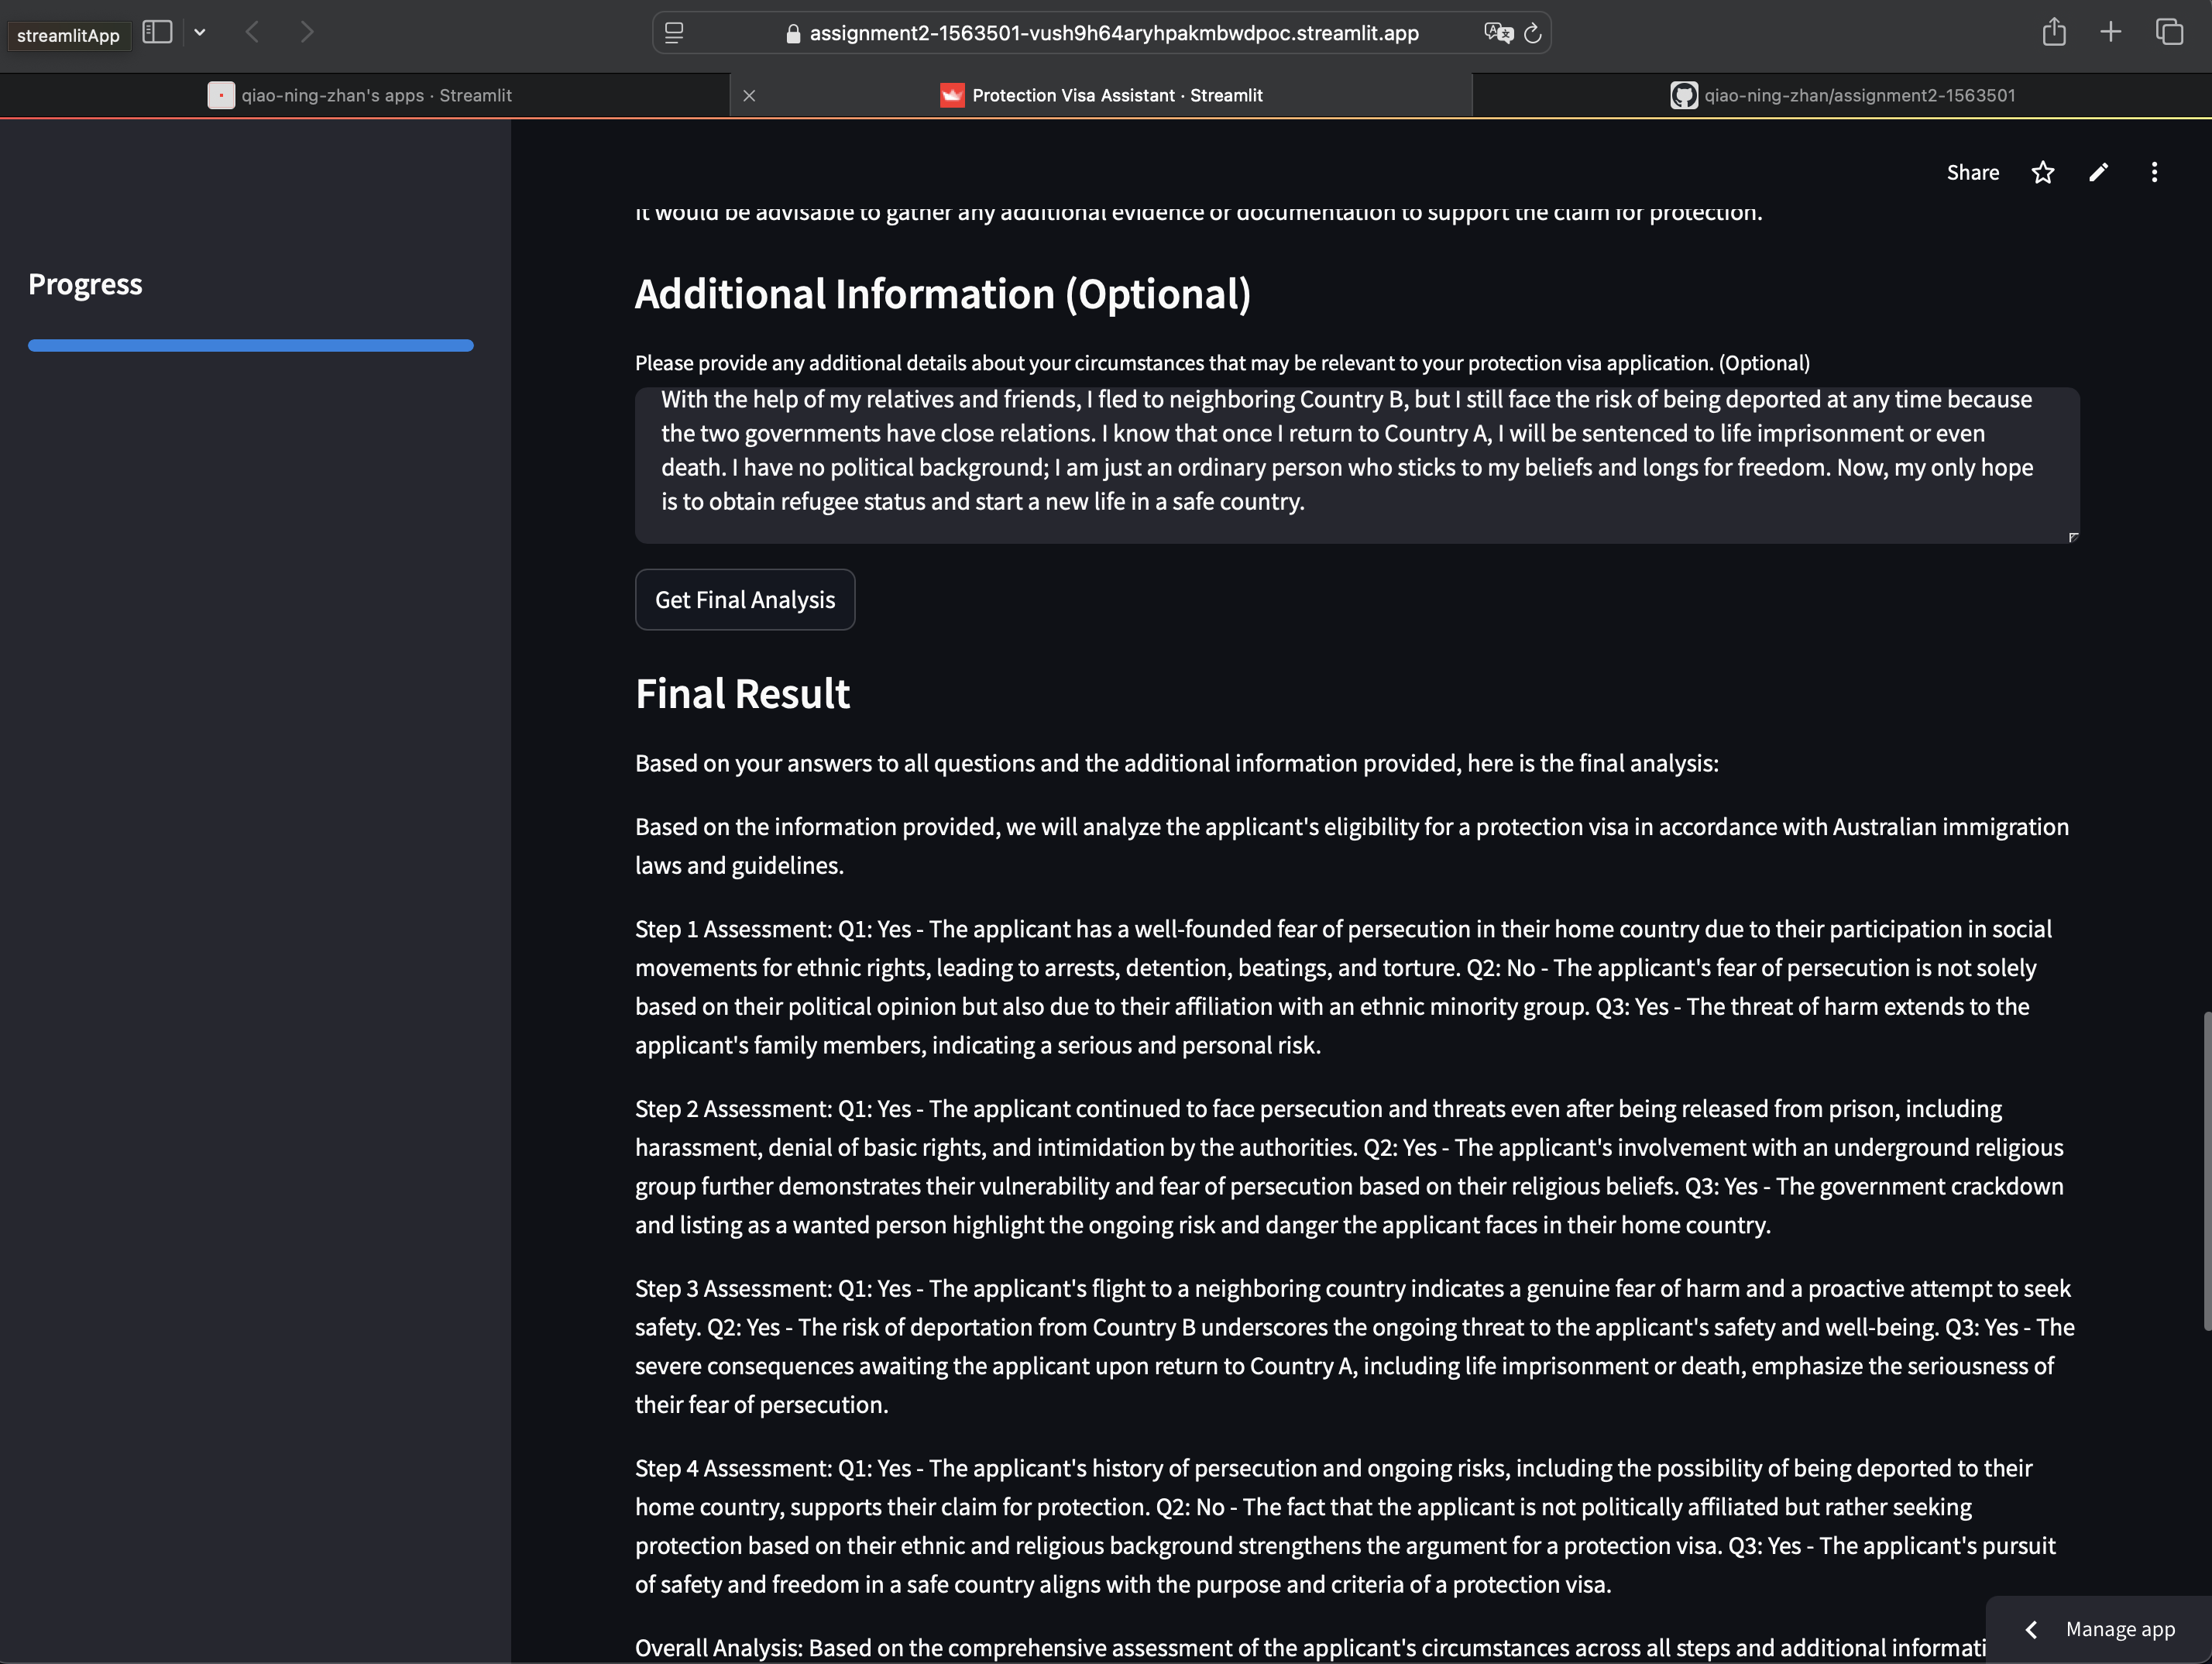 streamlitApp
assignment2-1563501-vush9h64aryhpakmbwdpoc.streamlit.app
qiao-ning-zhan's apps · Streamlit
Protection Visa Assistant · Streamlit
qiao-ning-zhan/assignment2-1563501
Share
Progress
it would be advisable to gather any additional evidence or documentation to support the claim for protection.
Additional Information (Optional)
Please provide any additional details about your circumstances that may be relevant to your protection visa application. (Optional)
With the help of my relatives and friends, I fled to neighboring Country B, but I still face the risk of being deported at any time because
the two governments have close relations. I know that once I return to Country A, I will be sentenced to life imprisonment or even
death. I have no political background; I am just an ordinary person who sticks to my beliefs and longs for freedom. Now, my only hope
is to obtain refugee status and start a new life in a safe country.
Get Final Analysis
Final Result
Based on your answers to all questions and the additional information provided, here is the final analysis:
Based on the information provided, we will analyze the applicant's eligibility for a protection visa in accordance with Australian immigration
laws and guidelines.
Step 1 Assessment: Q1: Yes - The applicant has a well-founded fear of persecution in their home country due to their participation in social
movements for ethnic rights, leading to arrests, detention, beatings, and torture. Q2: No - The applicant's fear of persecution is not solely
based on their political opinion but also due to their affiliation with an ethnic minority group. Q3: Yes - The threat of harm extends to the
applicant's family members, indicating a serious and personal risk.
Step 2 Assessment: Q1: Yes - The applicant continued to face persecution and threats even after being released from prison, including
harassment, denial of basic rights, and intimidation by the authorities. Q2: Yes - The applicant's involvement with an underground religious
group further demonstrates their vulnerability and fear of persecution based on their religious beliefs. Q3: Yes - The government crackdown
and listing as a wanted person highlight the ongoing risk and danger the applicant faces in their home country.
Step 3 Assessment: Q1: Yes - The applicant's flight to a neighboring country indicates a genuine fear of harm and a proactive attempt to seek
safety. Q2: Yes - The risk of deportation from Country B underscores the ongoing threat to the applicant's safety and well-being. Q3: Yes - The
severe consequences awaiting the applicant upon return to Country A, including life imprisonment or death, emphasize the seriousness of
their fear of persecution.
Step 4 Assessment: Q1: Yes - The applicant's history of persecution and ongoing risks, including the possibility of being deported to their
home country, supports their claim for protection. Q2: No - The fact that the applicant is not politically affiliated but rather seeking
protection based on their ethnic and religious background strengthens the argument for a protection visa. Q3: Yes - The applicant's pursuit
of safety and freedom in a safe country aligns with the purpose and criteria of a protection visa.
Overall Analysis: Based on the comprehensive assessment of the applicant's circumstances across all steps and additional informati
Manage app